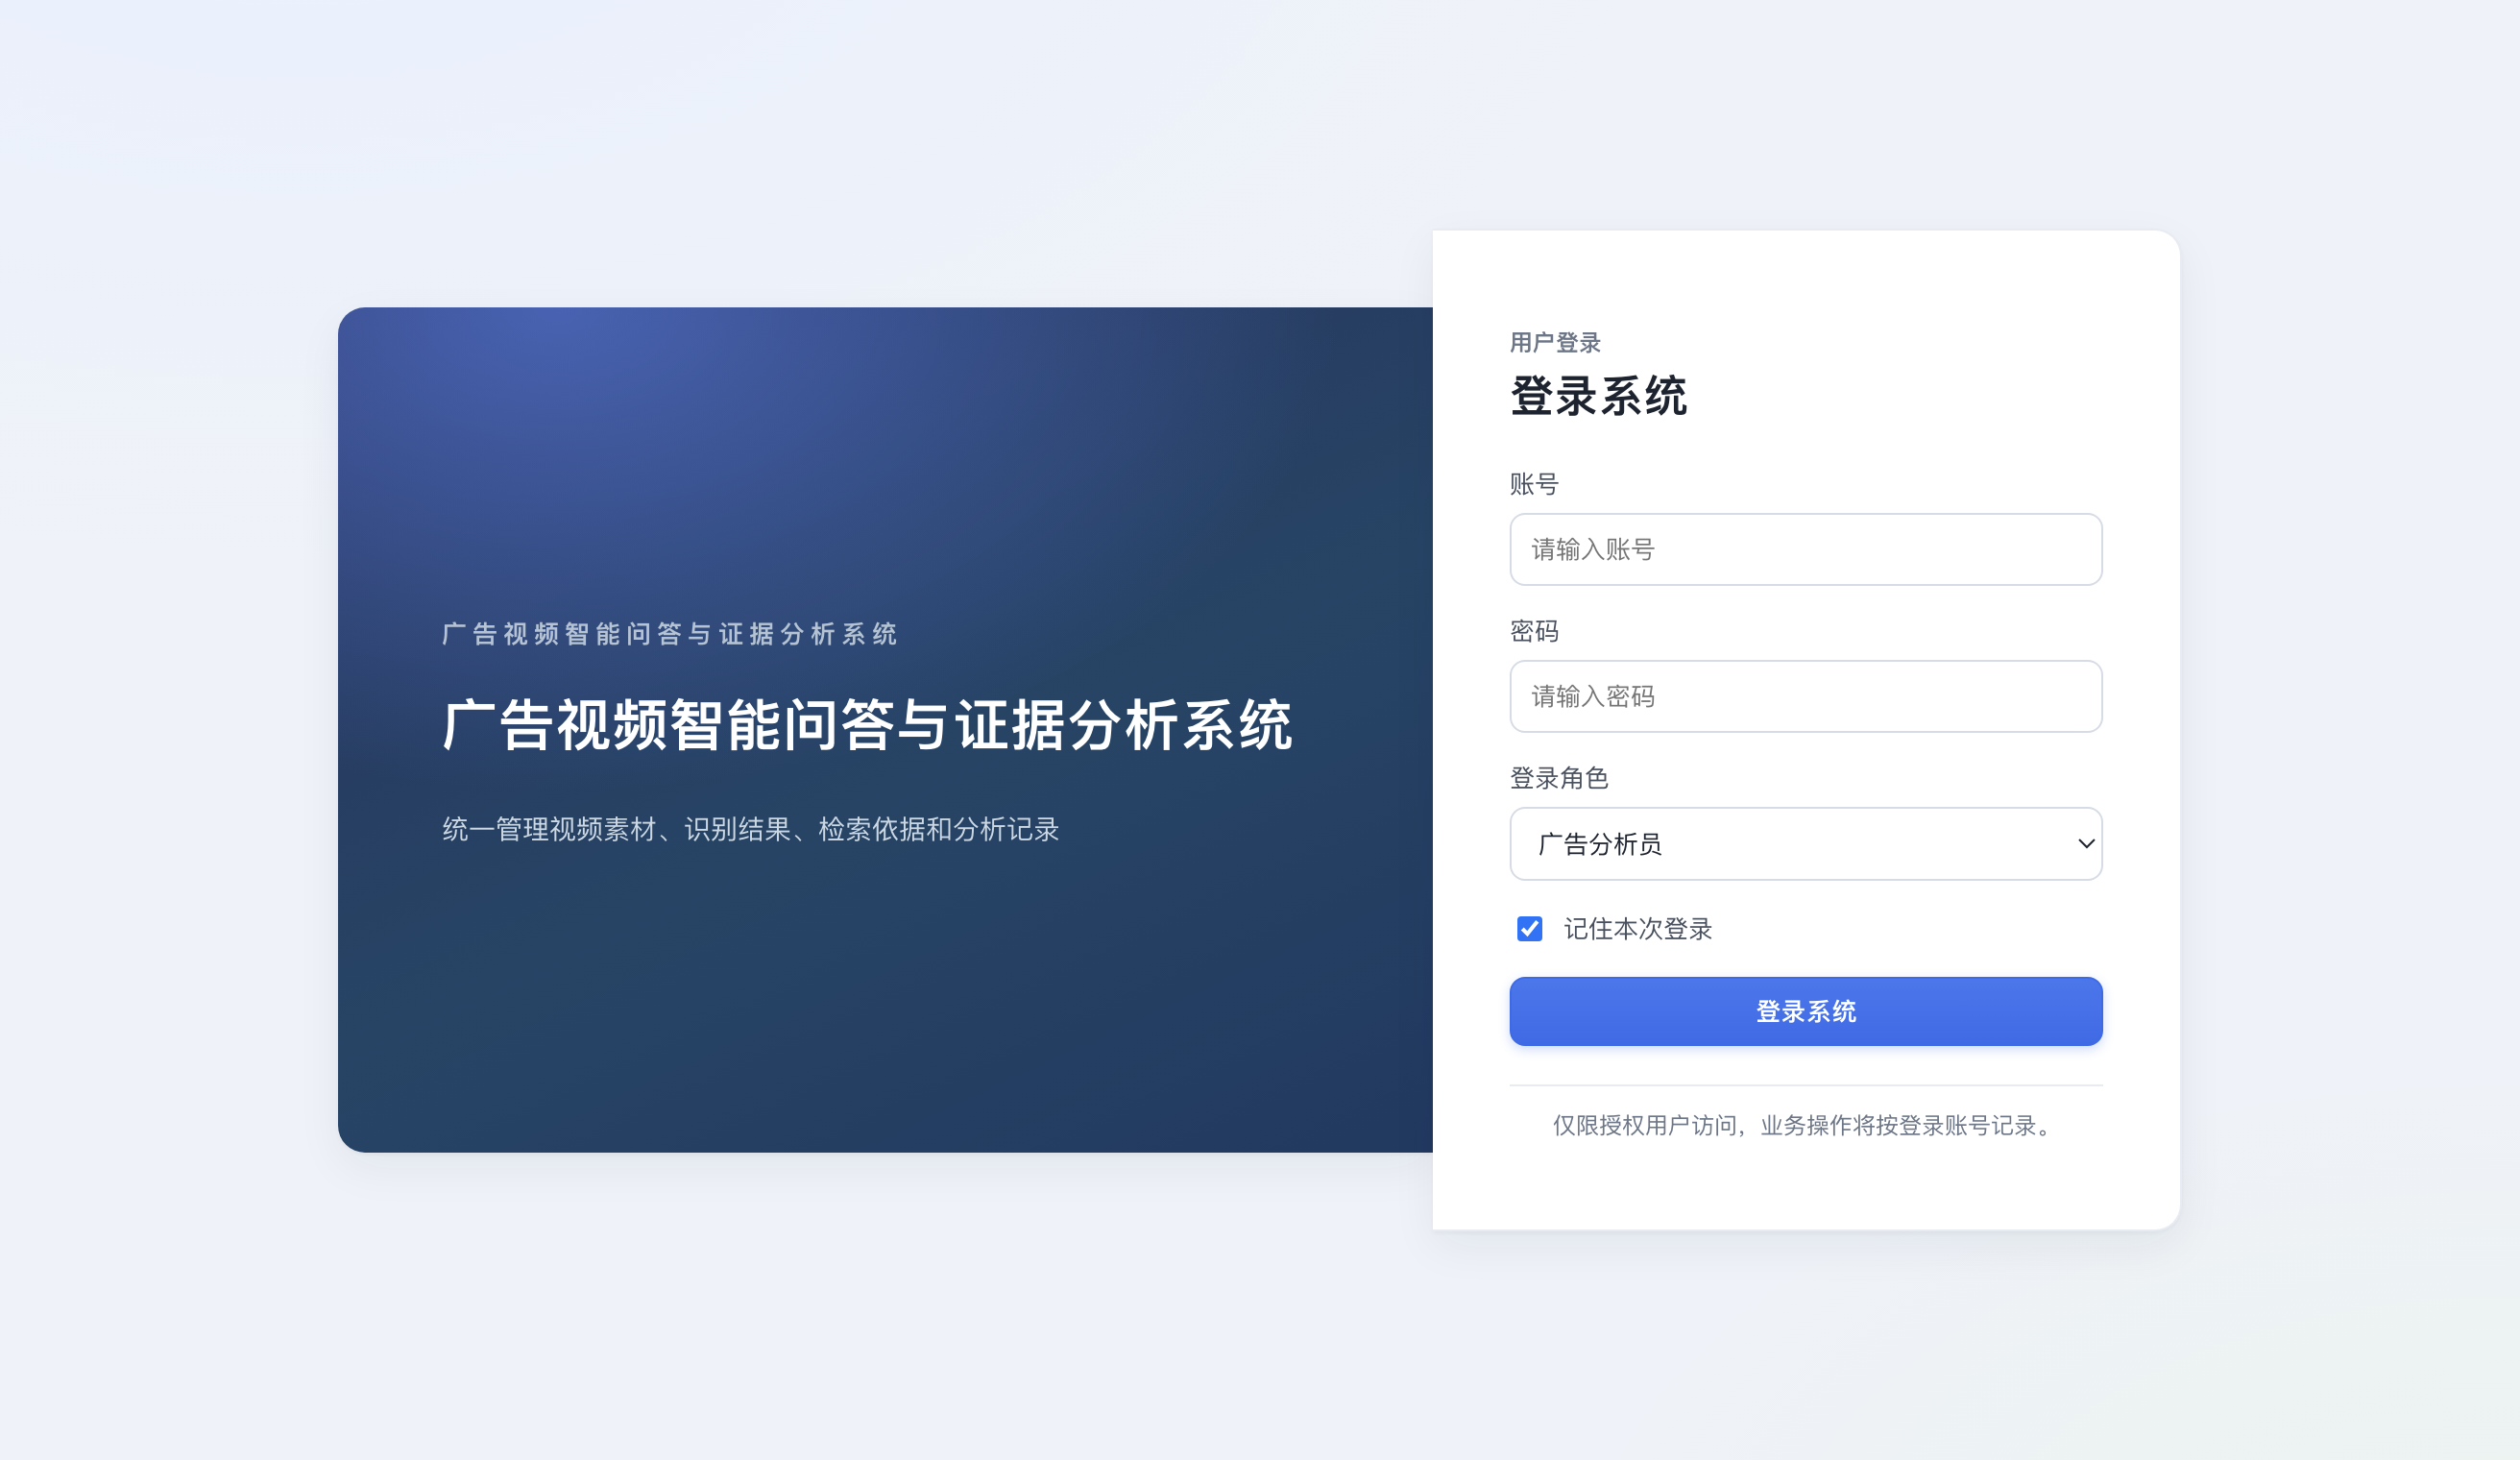 广告视频智能问答与证据分析系统
广告视频智能问答与证据分析系统
统一管理视频素材、识别结果、检索依据和分析记录
用户登录
登录系统
账号
请输入账号
密码
请输入密码
登录角色
广告分析员
记住本次登录
登录系统
仅限授权用户访问，业务操作将按登录账号记录。